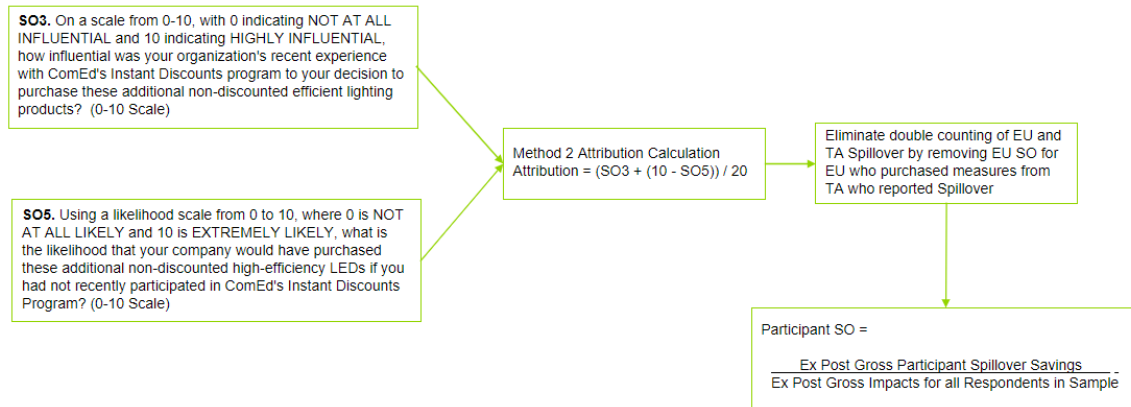 SO3. On a scale from 0-10, with 0 indicating NOT AT ALL
INFLUENTIAL and 10 indicating HIGHLY INFLUENTIAL,
how influential was your organization's recent experience
with ComEd's Instant Discounts program to your decision to
purchase these additional non-discounted efficient lighting
products? (0-10 Scale)
SO5. Using a likelihood scale from 0 to 10, where 0 is NOT
AT ALL LIKELY and 10 is EXTREMELY LIKELY, what is
the likelihood that your company would have purchased
these additional non-discounted high-efficiency LEDs if you
had not recently participated in ComEd's Instant Discounts
Program? (0-10 Scale)
Method 2 Attribution Calculation
Attribution = (SO3 + (10 - SO5)) / 20
Eliminate double counting of EU and
TA Spillover by removing EU SO for
EU who purchased measures from
TA who reported Spillover
Participant SO =
Ex Post Gross Participant Spillover Savings
Ex Post Gross Impacts for all Respondents in Sample